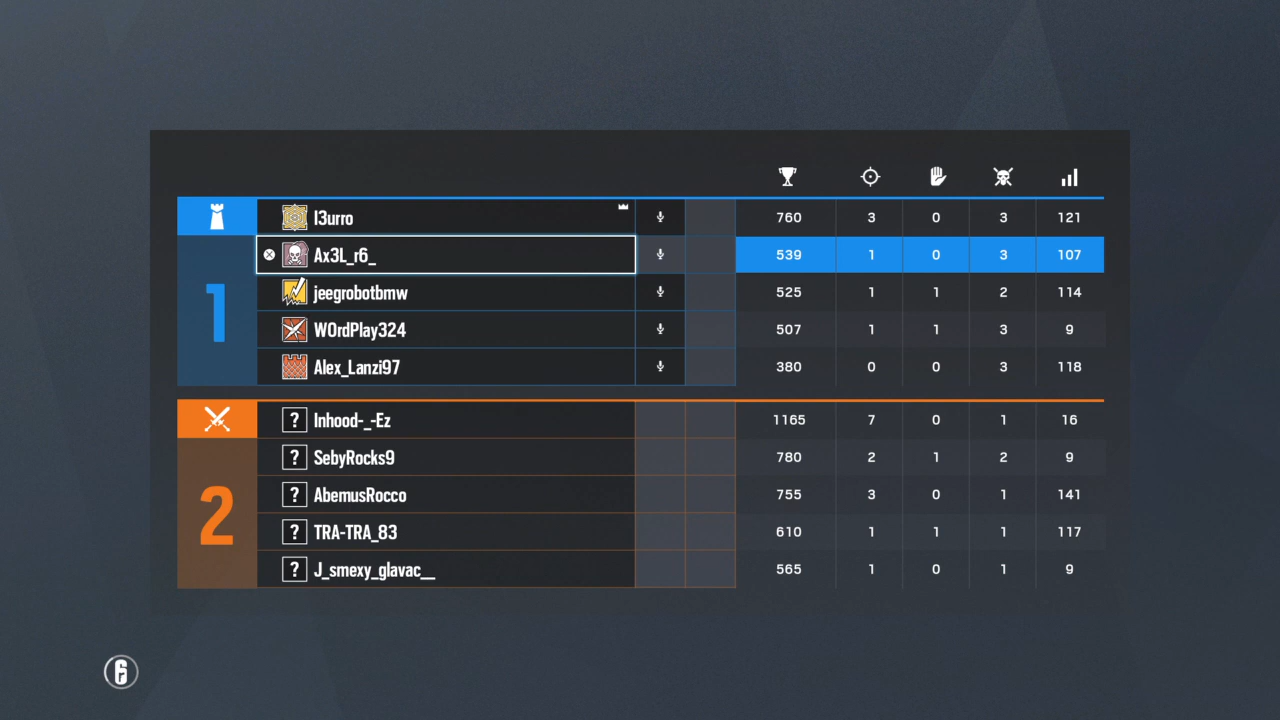 l3urro 760 3 0 3 121
1
Ax3L_r6_ 539 1 0 3 107
jeegrobotbmw 525 1 1 2 114
W0rdPlay324 507 1 1 3 9
Alex_Lanzi97 380 0 0 3 118
2
? Inhood-_-Ez 1165 7 0 1 16
? SebyRocks9 780 2 1 2 9
? AbemusRocco 755 3 0 1 141
? TRA-TRA_83 610 1 1 1 117
? J_smexy_glavac__ 565 1 0 1 9
6